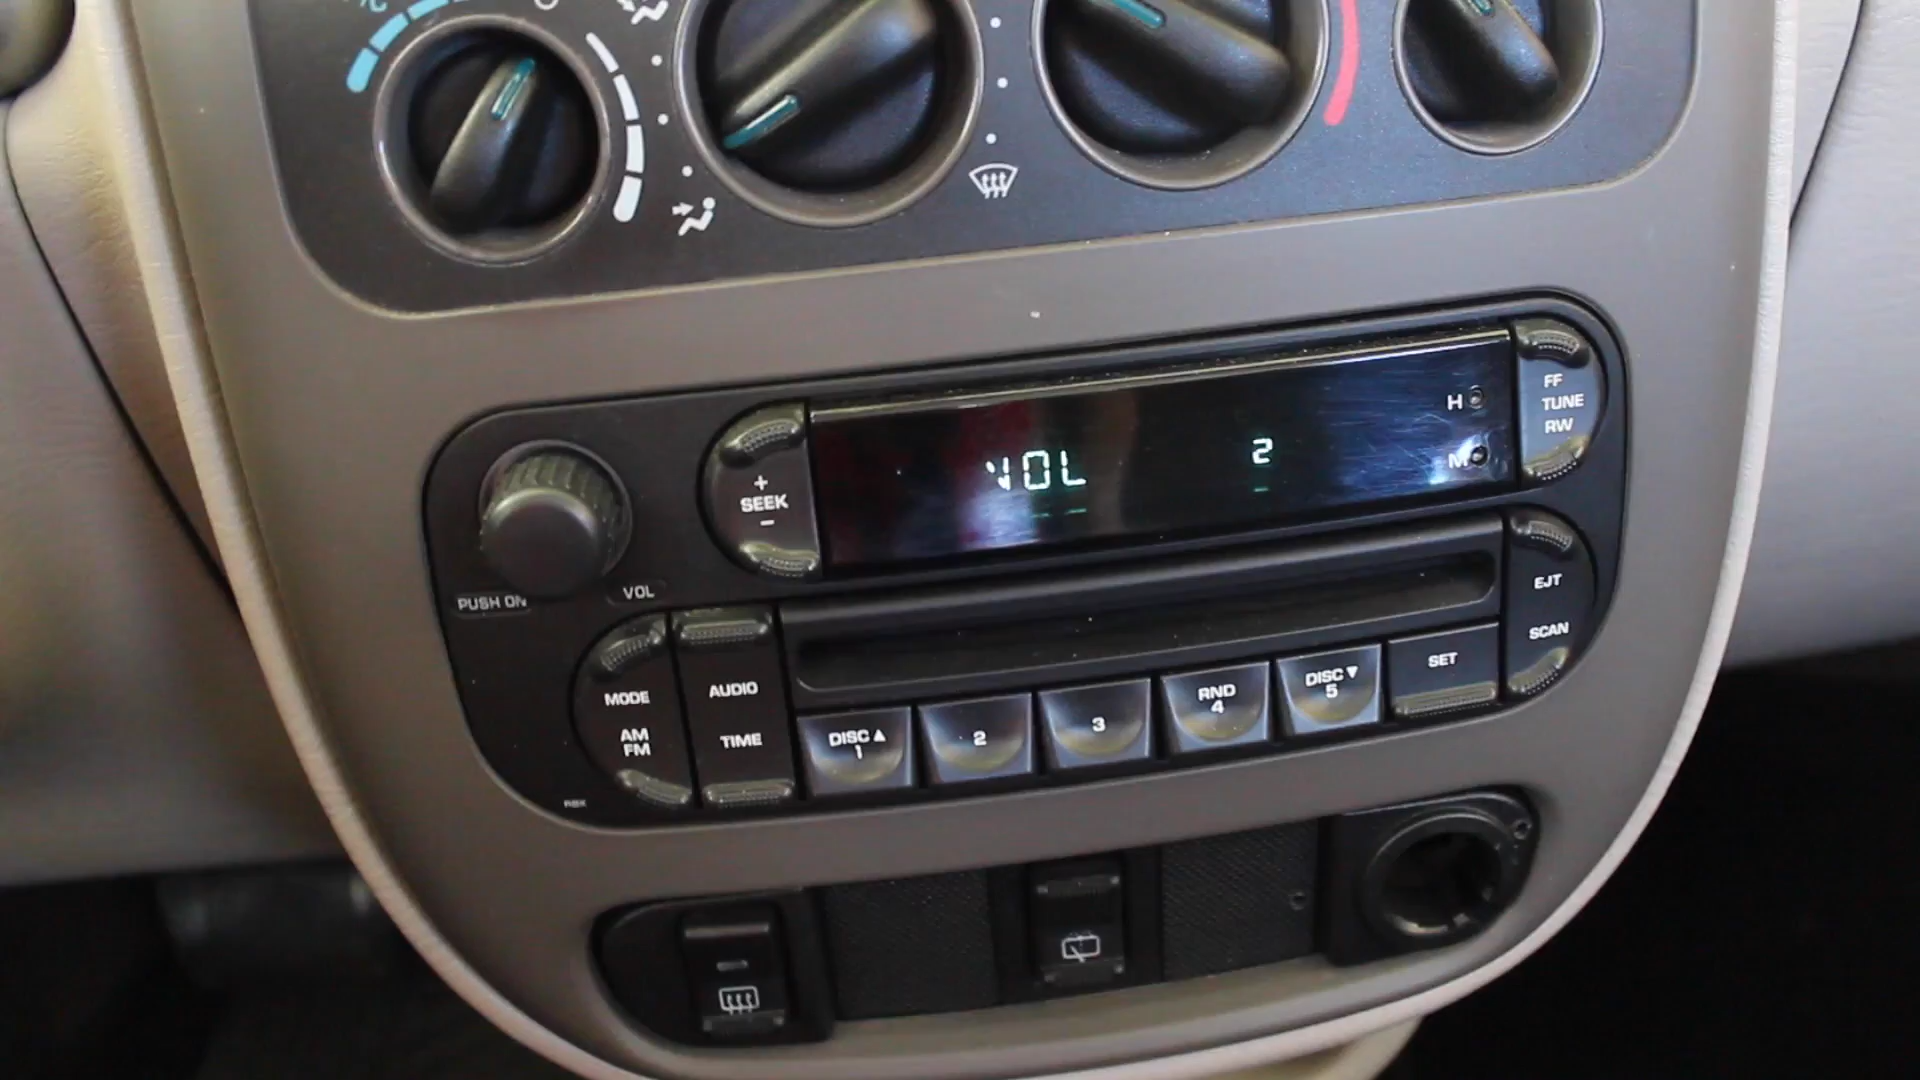 VOL 2
H
M
FF
TUNE
RW
+
SEEK
−
PUSH ON
VOL
EJT
SCAN
MODE
AM
FM
AUDIO
TIME
DISC ▲
1
2
3
RND
4
DISC ▼
5
SET
RBK